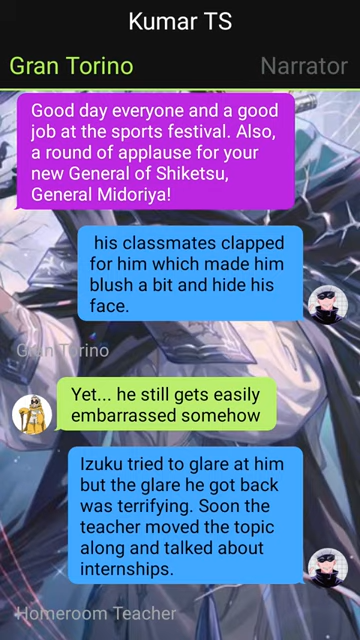 Kumar TS
Gran Torino
Narrator
Good day everyone and a good
job at the sports festival. Also,
a round of applause for your
new General of Shiketsu,
General Midoriya!
his classmates clapped
for him which made him
blush a bit and hide his
face.
Gran Torino
Yet... he still gets easily
embarrassed somehow
Izuku tried to glare at him
but the glare he got back
was terrifying. Soon the
teacher moved the topic
along and talked about
internships.
Homeroom Teacher